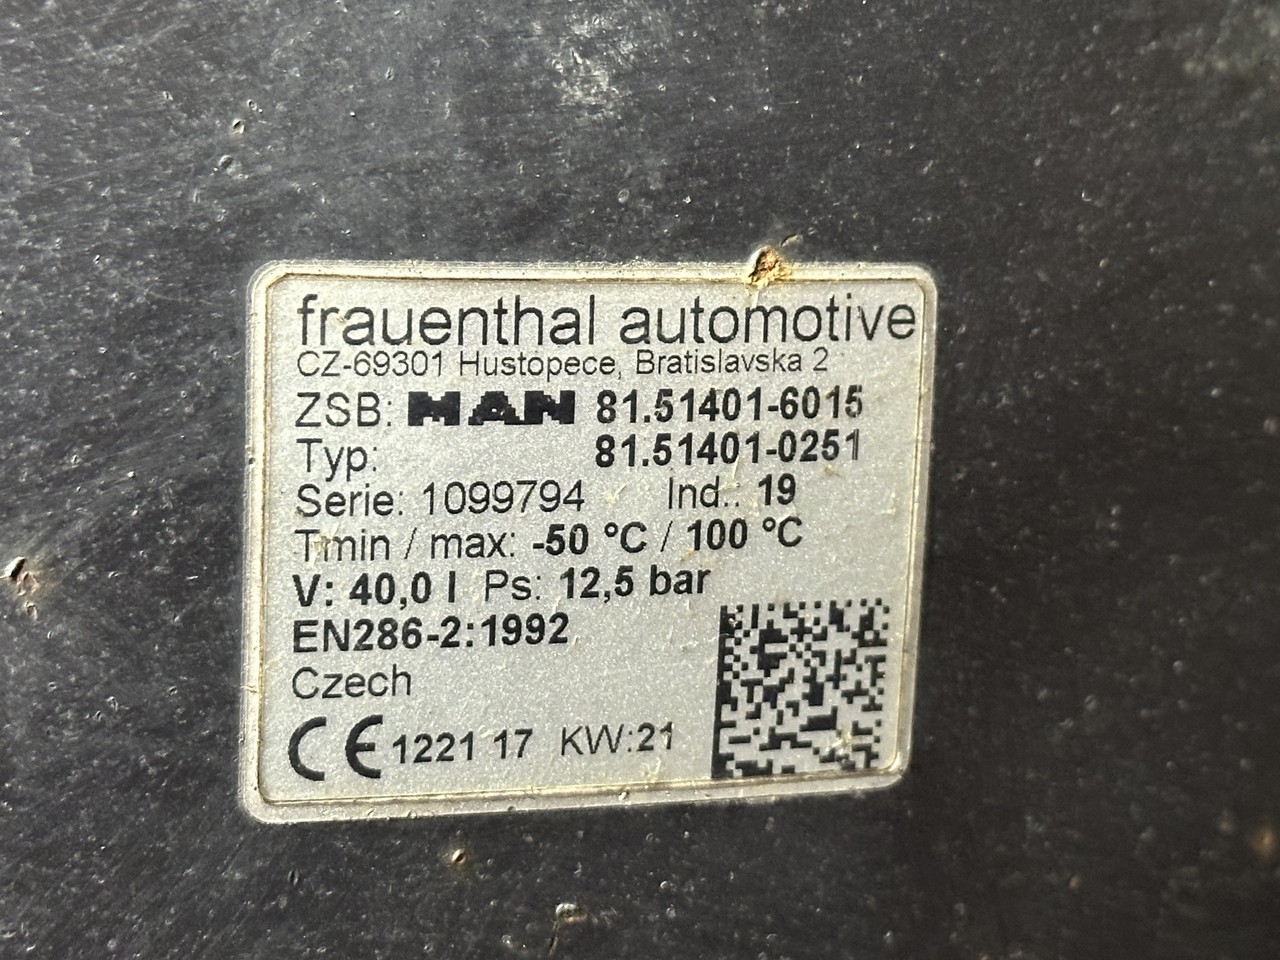 frauenthal automotive
CZ-69301 Hustopece, Bratislavska 2
ZSB: MAN 81.51401-6015
Typ: 81.51401-0251
Serie: 1099794 Ind.: 19
Tmin / max: -50 °C / 100 °C
V: 40,0 l Ps: 12,5 bar
EN286-2:1992
Czech
CE 1221 17 KW:21